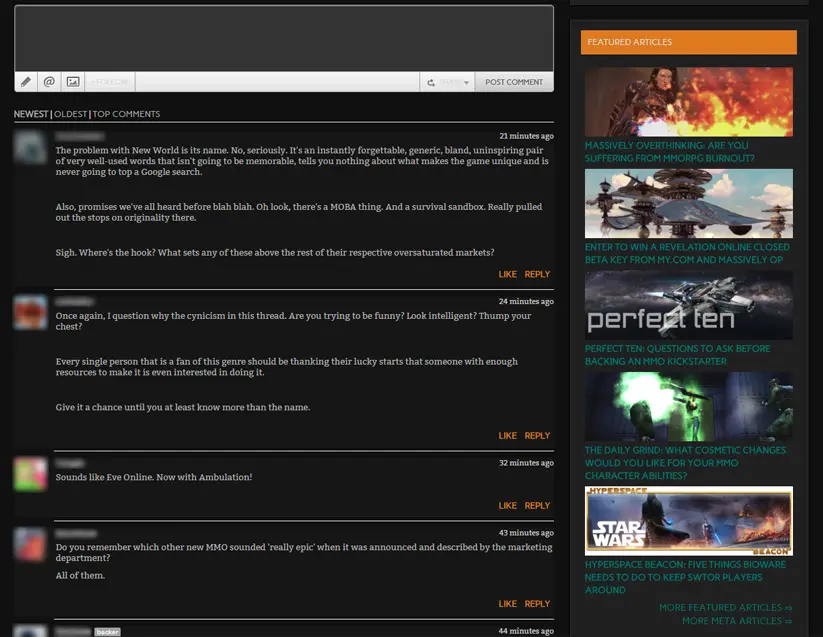 POST COMMENT
NEWEST | OLDEST | TOP COMMENTS
21 minutes ago
The problem with New World is its name. No, seriously. It's an instantly forgettable, generic, bland, uninspiring pair
of very well-used words that isn't going to be memorable, tells you nothing about what makes the game unique and is
never going to top a Google search.
Also, promises we've all heard before blah blah. Oh look, there's a MOBA thing. And a survival sandbox. Really pulled
out the stops on originality there.
Sigh. Where's the hook? What sets any of these above the rest of their respective oversaturated markets?
LIKE REPLY
24 minutes ago
Once again, I question why the cynicism in this thread. Are you trying to be funny? Look intelligent? Thump your
chest?
Every single person that is a fan of this genre should be thanking their lucky starts that someone with enough
resources to make it is even interested in doing it.
Give it a chance until you at least know more than the name.
LIKE REPLY
32 minutes ago
Sounds like Eve Online. Now with Ambulation!
LIKE REPLY
43 minutes ago
Do you remember which other new MMO sounded 'really epic' when it was announced and described by the marketing
department?
All of them.
LIKE REPLY
backer
44 minutes ago
FEATURED ARTICLES
MASSIVELY OVERTHINKING: ARE YOU
SUFFERING FROM MMORPG BURNOUT?
ENTER TO WIN A REVELATION ONLINE CLOSED
BETA KEY FROM MY.COM AND MASSIVELY OP
perfect ten
PERFECT TEN: QUESTIONS TO ASK BEFORE
BACKING AN MMO KICKSTARTER
THE DAILY GRIND: WHAT COSMETIC CHANGES
WOULD YOU LIKE FOR YOUR MMO
CHARACTER ABILITIES?
HYPERSPACE
STAR
WARS
BEACON
HYPERSPACE BEACON: FIVE THINGS BIOWARE
NEEDS TO DO TO KEEP SWTOR PLAYERS
AROUND
MORE FEATURED ARTICLES ⇒
MORE META ARTICLES ⇒